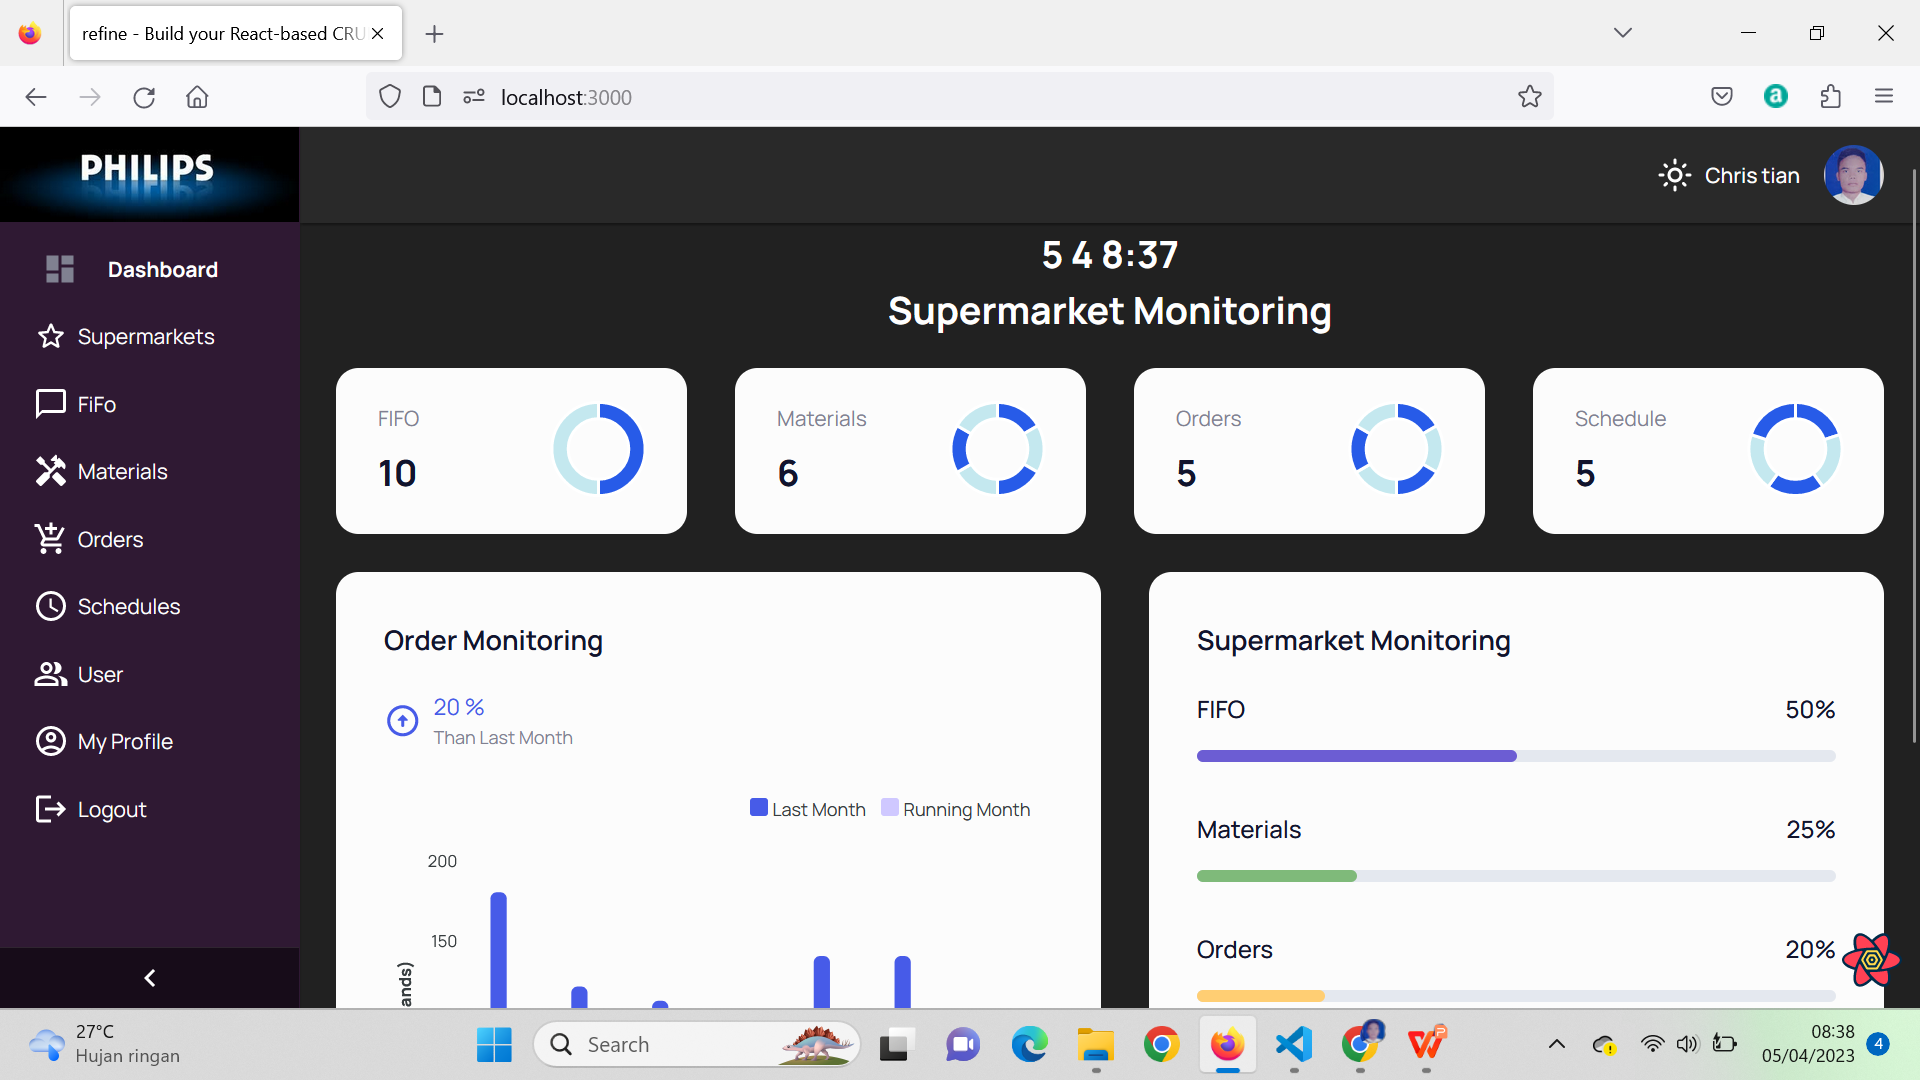 refine - Build your React-based CRU
localhost:3000
PHILIPS
Chris tian
Dashboard
Supermarkets
FiFo
Materials
Orders
Schedules
User
My Profile
Logout
5 4 8:37
Supermarket Monitoring
FIFO
10
Materials
6
Orders
5
Schedule
5
Order Monitoring
20 %
Than Last Month
Last Month
Running Month
200
150
ands)
Supermarket Monitoring
FIFO 50%
Materials 25%
Orders 20%
27°C
Hujan ringan
Search
08:38
05/04/2023
4